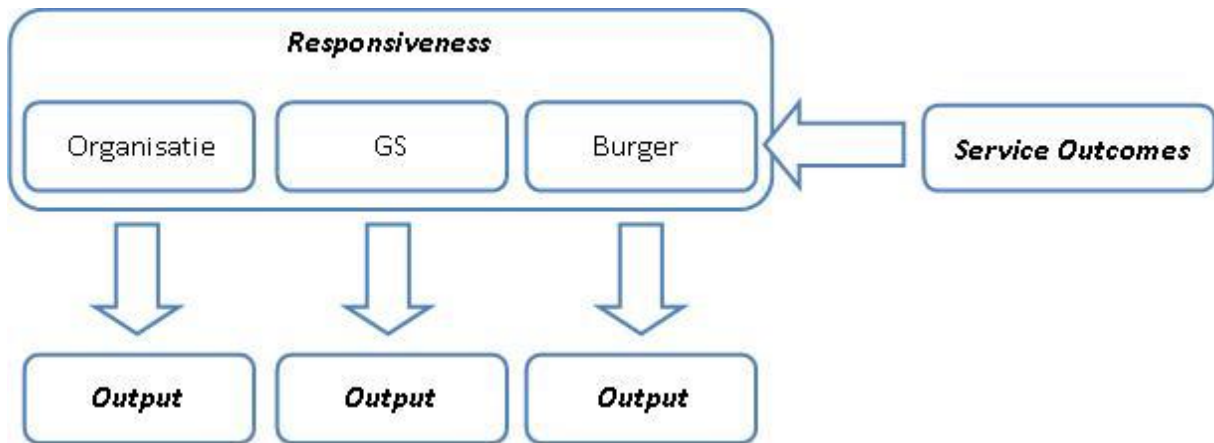 Responsiveness
Organisatie
GS
Burger
Service Outcomes
Output
Output
Output